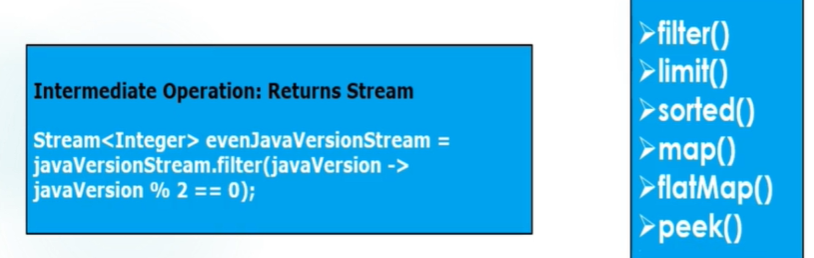 Intermediate Operation: Returns Stream
Stream<Integer> evenJavaVersionStream =
javaVersionStream.filter(javaVersion ->
javaVersion % 2 == 0);
➢filter()
➢limit()
➢sorted()
➢map()
➢flatMap()
➢peek()